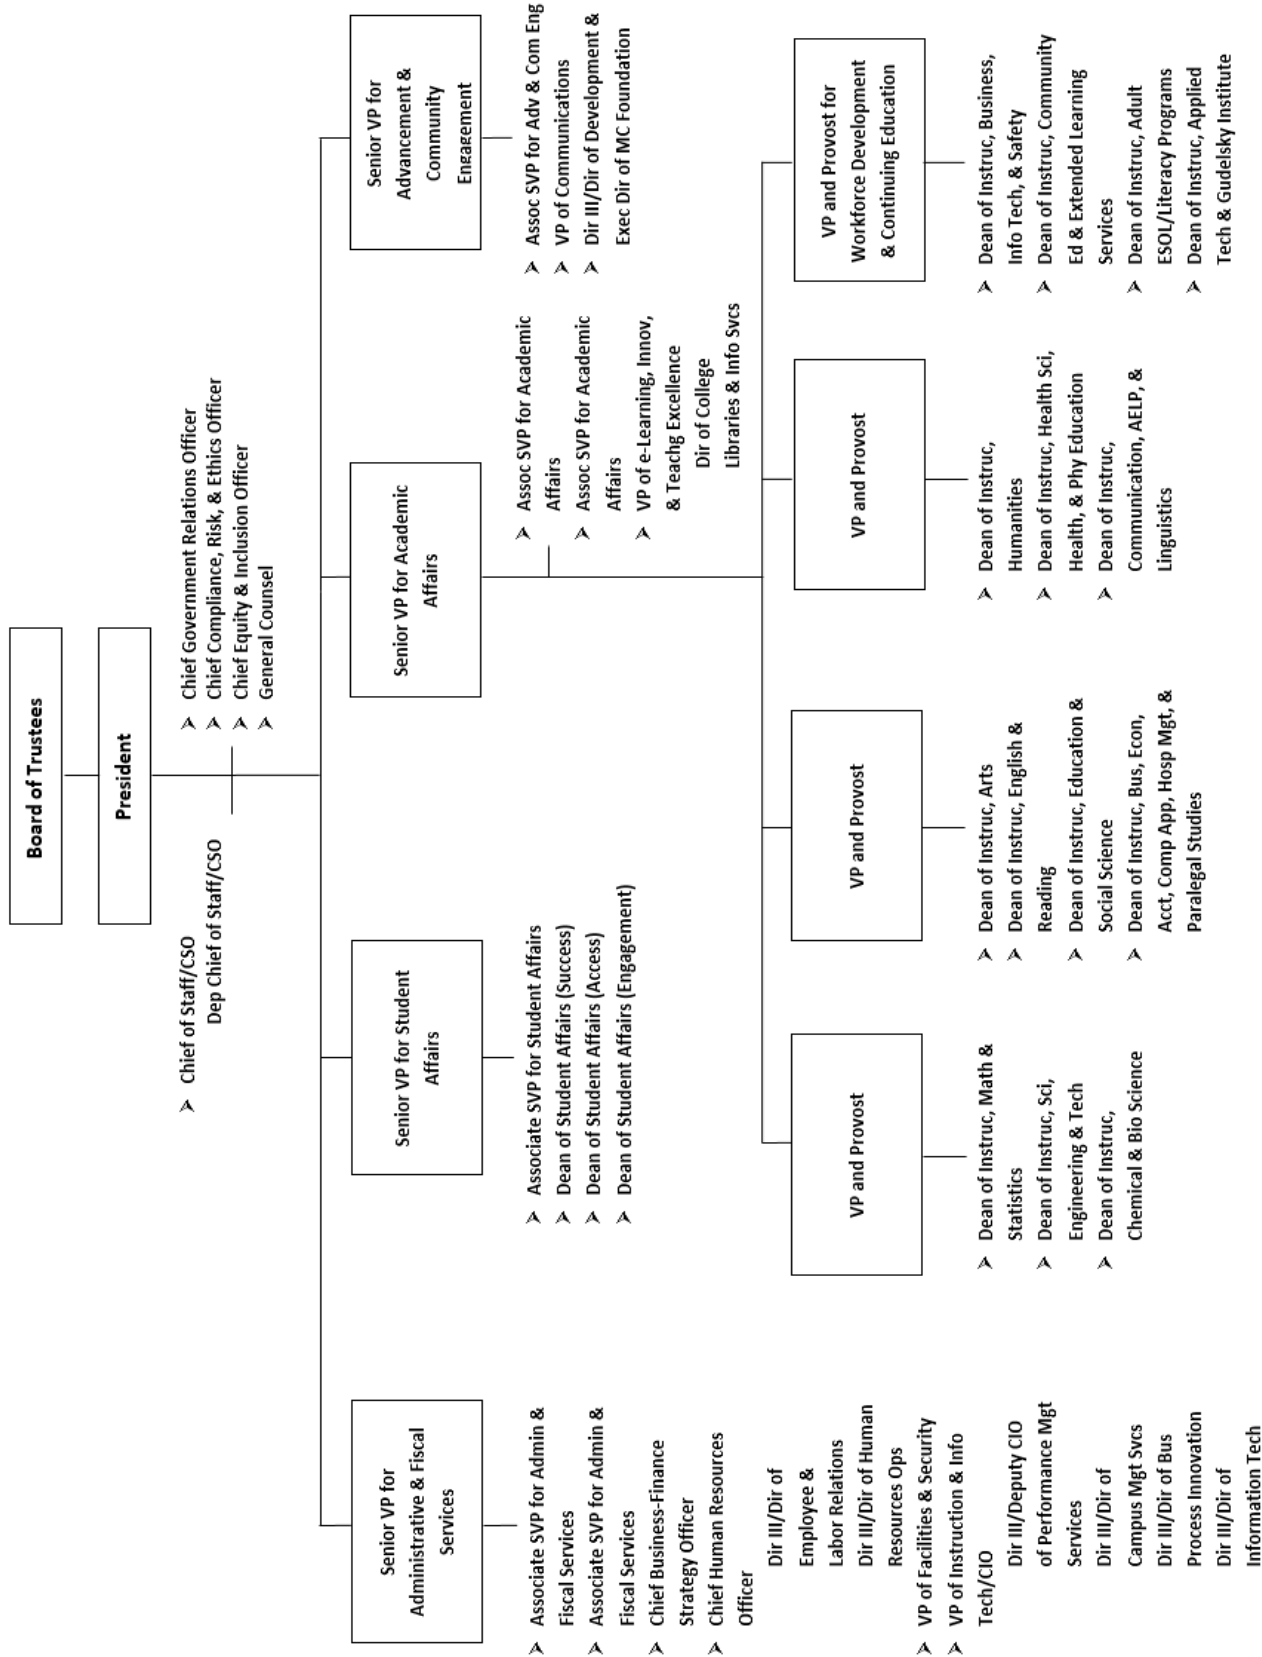 Board of Trustees
President
➢ Chief of Staff/CSO
Dep Chief of Staff/CSO
➢ Chief Government Relations Officer
➢ Chief Compliance, Risk, & Ethics Officer
➢ Chief Equity & Inclusion Officer
➢ General Counsel
Senior VP for
Administrative & Fiscal
Services
➢ Associate SVP for Admin &
Fiscal Services
➢ Associate SVP for Admin &
Fiscal Services
➢ Chief Business-Finance
Strategy Officer
➢ Chief Human Resources
Officer
Dir III/Dir of
Employee &
Labor Relations
Dir III/Dir of Human
Resources Ops
➢ VP of Facilities & Security
➢ VP of Instruction & Info
Tech/CIO
Dir III/Deputy CIO
of Performance Mgt
Services
Dir III/Dir of
Campus Mgt Svcs
Dir III/Dir of Bus
Process Innovation
Dir III/Dir of
Information Tech
Senior VP for Student
Affairs
➢ Associate SVP for Student Affairs
➢ Dean of Student Affairs (Success)
➢ Dean of Student Affairs (Access)
➢ Dean of Student Affairs (Engagement)
Senior VP for Academic
Affairs
➢ Assoc SVP for Academic
Affairs
➢ Assoc SVP for Academic
Affairs
➢ VP of e-Learning, Innov,
& Teachg Excellence
Dir of College
Libraries & Info Svcs
Senior VP for
Advancement &
Community
Engagement
➢ Assoc SVP for Adv & Com Eng
➢ VP of Communications
➢ Dir III/Dir of Development &
Exec Dir of MC Foundation
VP and Provost
➢ Dean of Instruc, Math &
Statistics
➢ Dean of Instruc, Sci,
Engineering & Tech
➢ Dean of Instruc,
Chemical & Bio Science
VP and Provost
➢ Dean of Instruc, Arts
➢ Dean of Instruc, English &
Reading
➢ Dean of Instruc, Education &
Social Science
➢ Dean of Instruc, Bus, Econ,
Acct, Comp App, Hosp Mgt, &
Paralegal Studies
VP and Provost
➢ Dean of Instruc,
Humanities
➢ Dean of Instruc, Health Sci,
Health, & Phy Education
➢ Dean of Instruc,
Communication, AELP, &
Linguistics
VP and Provost for
Workforce Development
& Continuing Education
➢ Dean of Instruc, Business,
Info Tech, & Safety
➢ Dean of Instruc, Community
Ed & Extended Learning
Services
➢ Dean of Instruc, Adult
ESOL/Literacy Programs
➢ Dean of Instruc, Applied
Tech & Gudelsky Institute